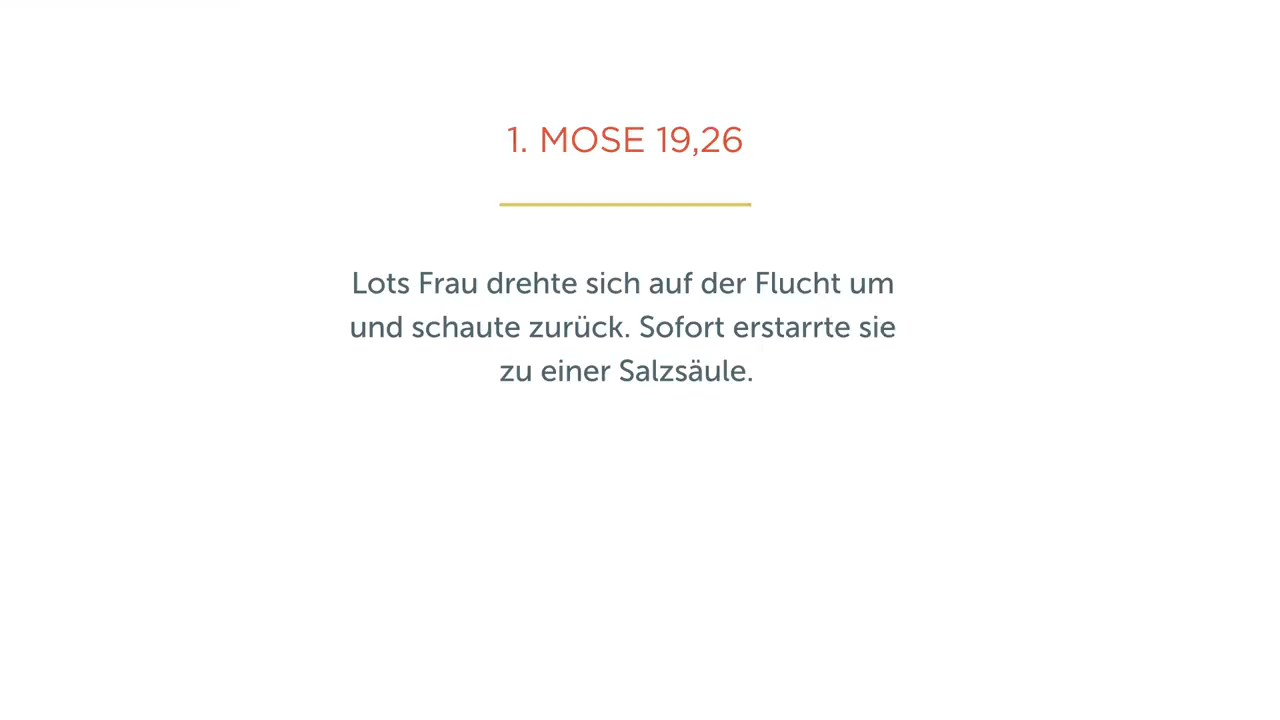 1. MOSE 19,26
Lots Frau drehte sich auf der Flucht um
und schaute zurück. Sofort erstarrte sie
zu einer Salzsäule.